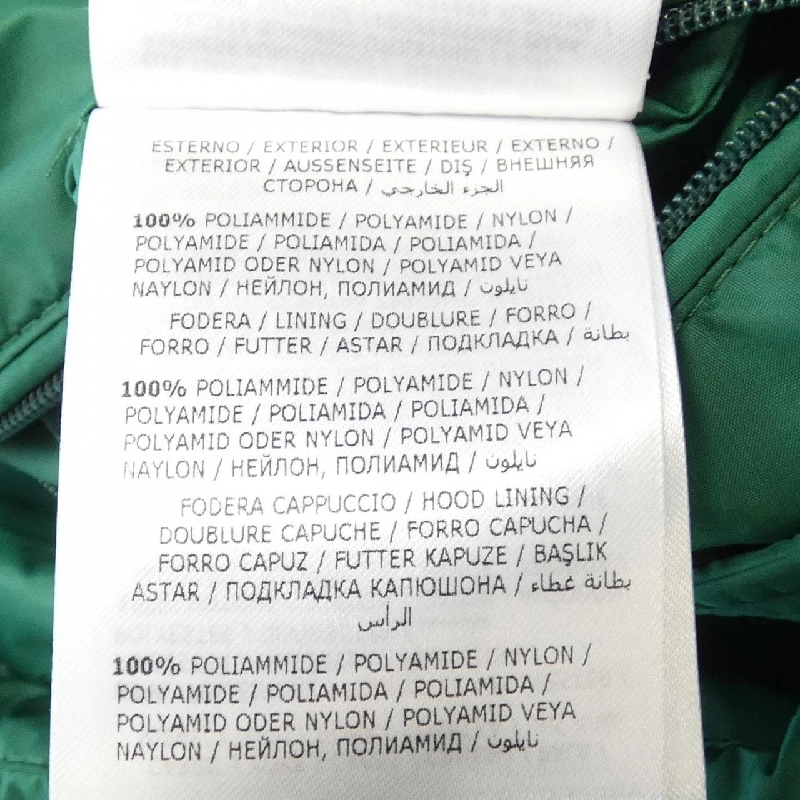 ESTERNO / EXTERIOR / EXTERIEUR / EXTERNO /
EXTERIOR / AUSSENSEITE / DIŞ / ВНЕШНЯЯ
СТОРОНА / الجزء الخارجي
100% POLIAMMIDE / POLYAMIDE / NYLON /
POLYAMIDE / POLIAMIDA / POLIAMIDA /
POLYAMID ODER NYLON / POLYAMID VEYA
NAYLON / НЕЙЛОН, ПОЛИАМИД / نايلون
FODERA / LINING / DOUBLURE / FORRO /
FORRO / FUTTER / ASTAR / ПОДКЛАДКА / بطانة
100% POLIAMMIDE / POLYAMIDE / NYLON /
POLYAMIDE / POLIAMIDA / POLIAMIDA /
POLYAMID ODER NYLON / POLYAMID VEYA
NAYLON / НЕЙЛОН, ПОЛИАМИД / نايلون
FODERA CAPPUCCIO / HOOD LINING /
DOUBLURE CAPUCHE / FORRO CAPUCHA /
FORRO CAPUZ / FUTTER KAPUZE / BAŞLIK
ASTAR / ПОДКЛАДКА КАПЮШОНА / بطانة غطاء
الرأس
100% POLIAMMIDE / POLYAMIDE / NYLON /
POLYAMIDE / POLIAMIDA / POLIAMIDA /
POLYAMID ODER NYLON / POLYAMID VEYA
NAYLON / НЕЙЛОН, ПОЛИАМИД / نايلون